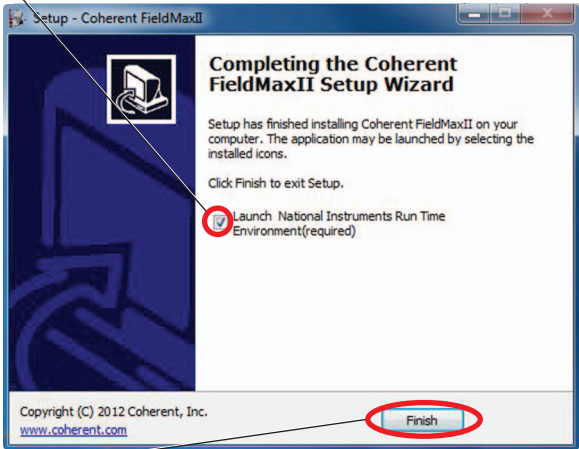 Setup - Coherent FieldMaxII
Completing the Coherent
FieldMaxII Setup Wizard
Setup has finished installing Coherent FieldMaxII on your
computer. The application may be launched by selecting the
installed icons.
Click Finish to exit Setup.
Launch  National Instruments Run Time
Environment(required)
Copyright (C) 2012 Coherent, Inc.
www.coherent.com
Finish